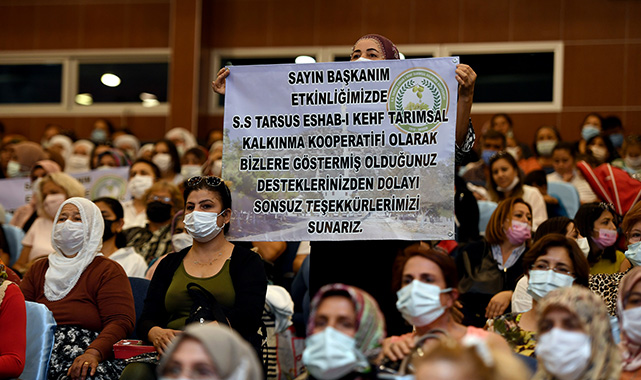 SAYIN BAŞKANIM
ETKİNLİĞİMİZDE
S.S TARSUS ESHAB-I KEHF TARIMSAL
KALKINMA KOOPERATİFİ OLARAK
BİZLERE GÖSTERMİŞ OLDUĞUNUZ
DESTEKLERİNİZDEN DOLAYI
SONSUZ TEŞEKKÜRLERİMİZİ
SUNARIZ.